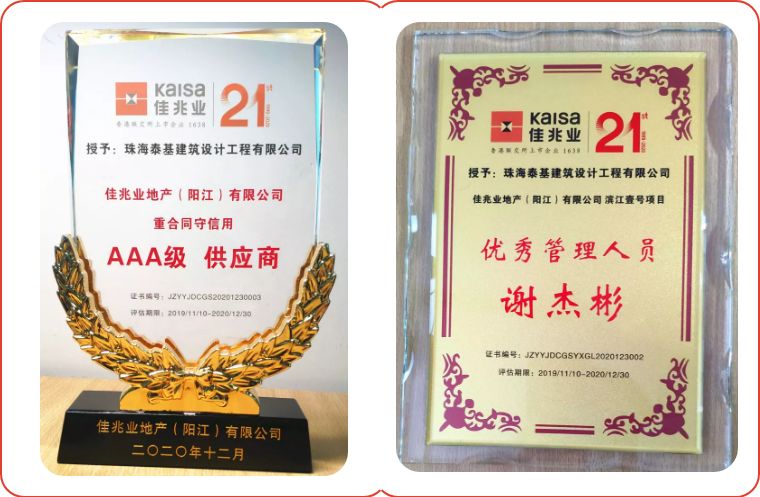 KAISA
佳兆业
21st
1999-2020
香港联交所上市企业 1638
授予：珠海泰基建筑设计工程有限公司
佳兆业地产（阳江）有限公司
重合同守信用
AAA级 供应商
证书编号：JZYYJDCGS20201230003
评估期限：2019/11/10-2020/12/30
佳兆业地产（阳江）有限公司
二〇二〇年十二月
KAISA
佳兆业
21st
1999-2020
香港联交所上市企业 1638
授予：珠海泰基建筑设计工程有限公司
佳兆业地产（阳江）有限公司 滨江壹号项目
优秀管理人员
谢杰彬
证书编号：JZYYJDCGSYXGL2020123002
评估期限：2019/11/10-2020/12/30